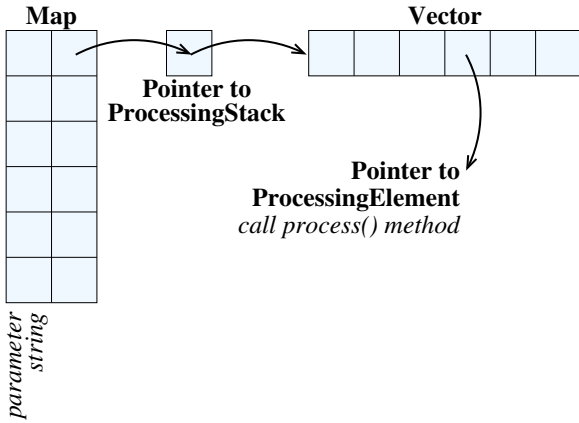 Map
Vector
Pointer to
ProcessingStack
Pointer to
ProcessingElement
call process() method
parameter
string